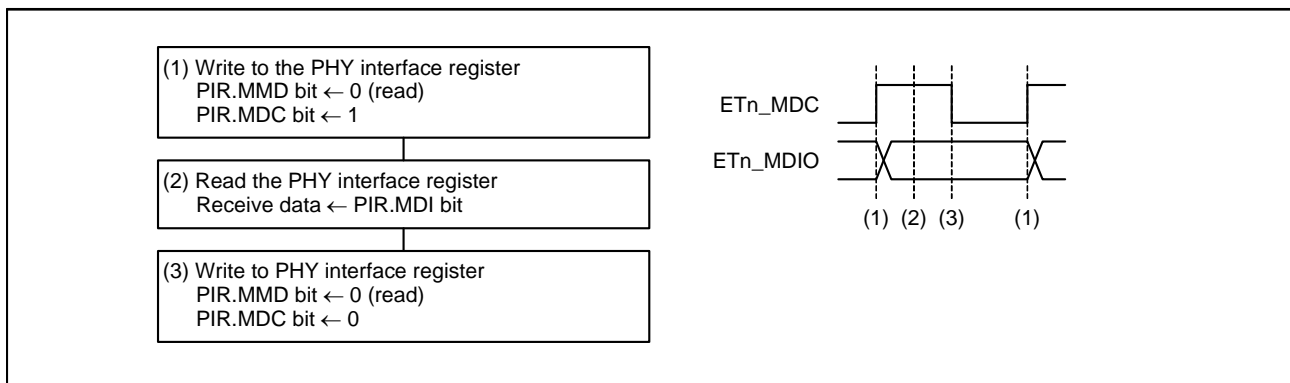 (1) Write to the PHY interface register
PIR.MMD bit ← 0 (read)
PIR.MDC bit ← 1
(2) Read the PHY interface register
Receive data ← PIR.MDI bit
(3) Write to PHY interface register
PIR.MMD bit ← 0 (read)
PIR.MDC bit ← 0
ETn_MDC
ETn_MDIO
(1) (2) (3) (1)